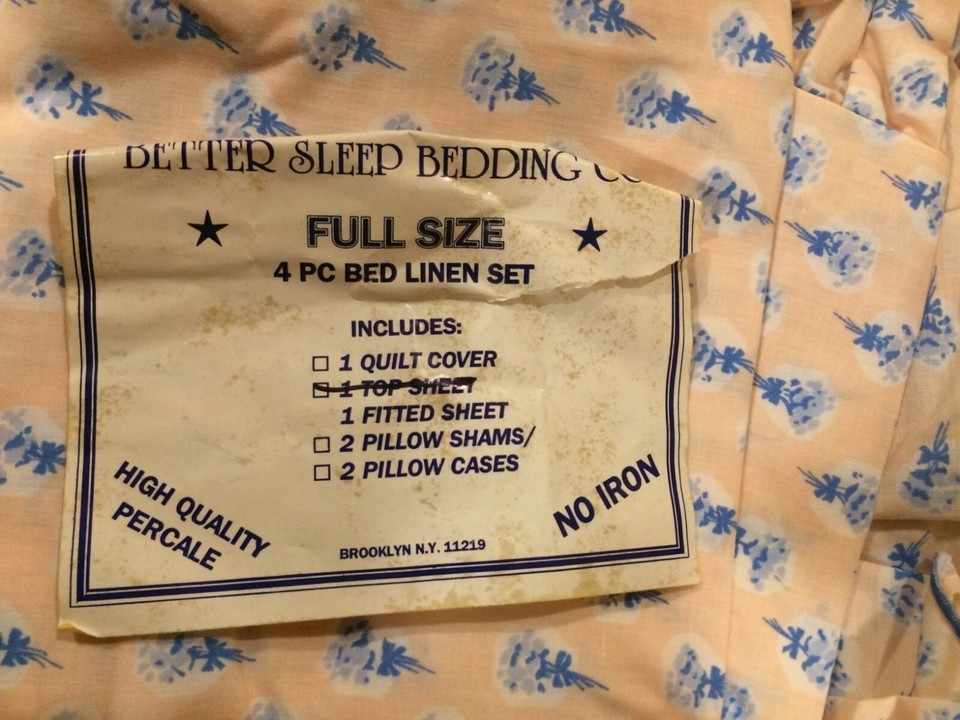 BETTER SLEEP BEDDING CO
★ FULL SIZE ★
4 PC BED LINEN SET
INCLUDES:
☐ 1 QUILT COVER
☐ 1 TOP SHEET
1 FITTED SHEET
☐ 2 PILLOW SHAMS/
☐ 2 PILLOW CASES
HIGH QUALITY
PERCALE
NO IRON
BROOKLYN N.Y. 11219